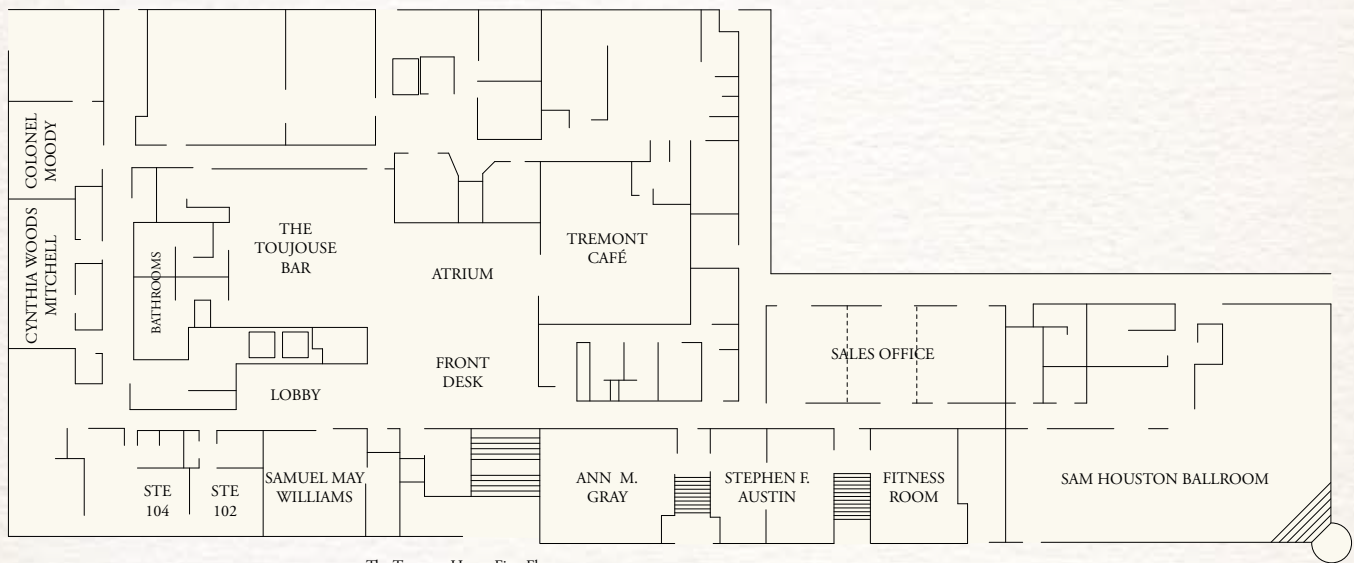 COLONEL
MOODY
CYNTHIA WOODS
MITCHELL
BATHROOMS
THE
TOUJOUSE
BAR
ATRIUM
TREMONT
CAFÉ
FRONT
DESK
LOBBY
SALES OFFICE
STE
104
STE
102
SAMUEL MAY
WILLIAMS
ANN M.
GRAY
STEPHEN F.
AUSTIN
FITNESS
ROOM
SAM HOUSTON BALLROOM